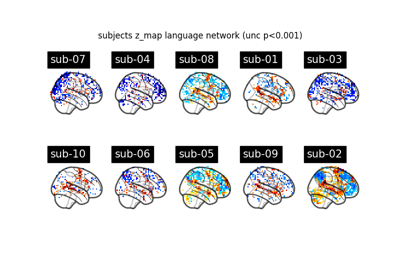 subjects z_map language network (unc p<0.001)
sub-07 sub-04 sub-08 sub-01 sub-03
sub-10 sub-06 sub-05 sub-09 sub-02